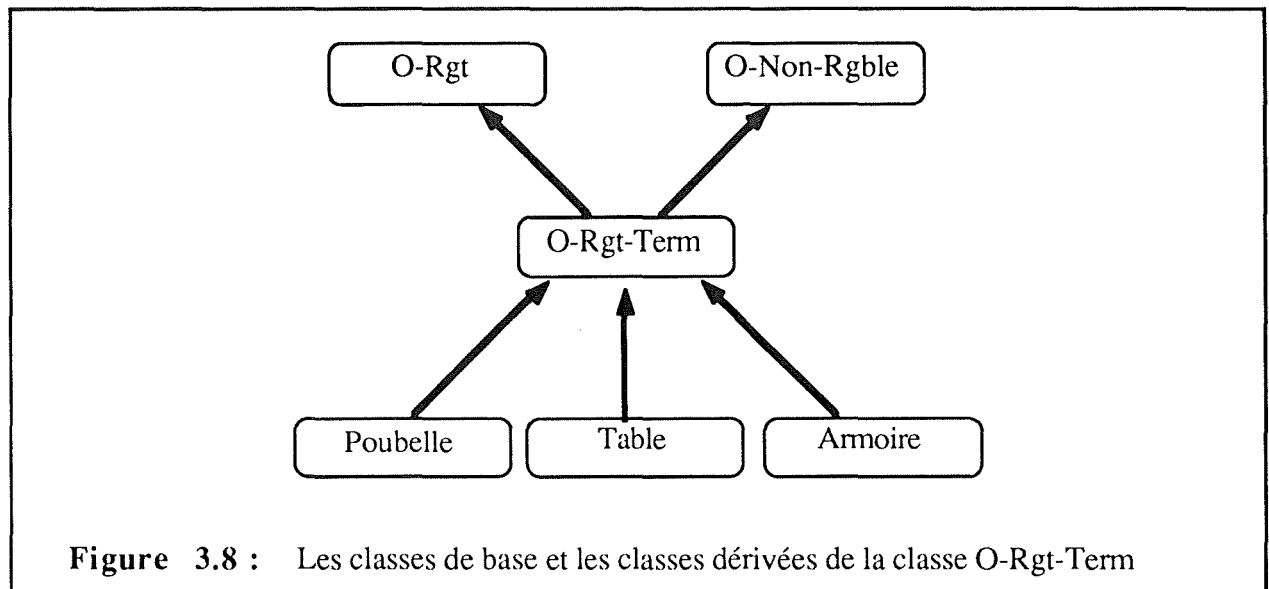 O-Rgt
O-Non-Rgble
O-Rgt-Term
Poubelle
Table
Armoire
Figure 3.8 : Les classes de base et les classes dérivées de la classe O-Rgt-Term